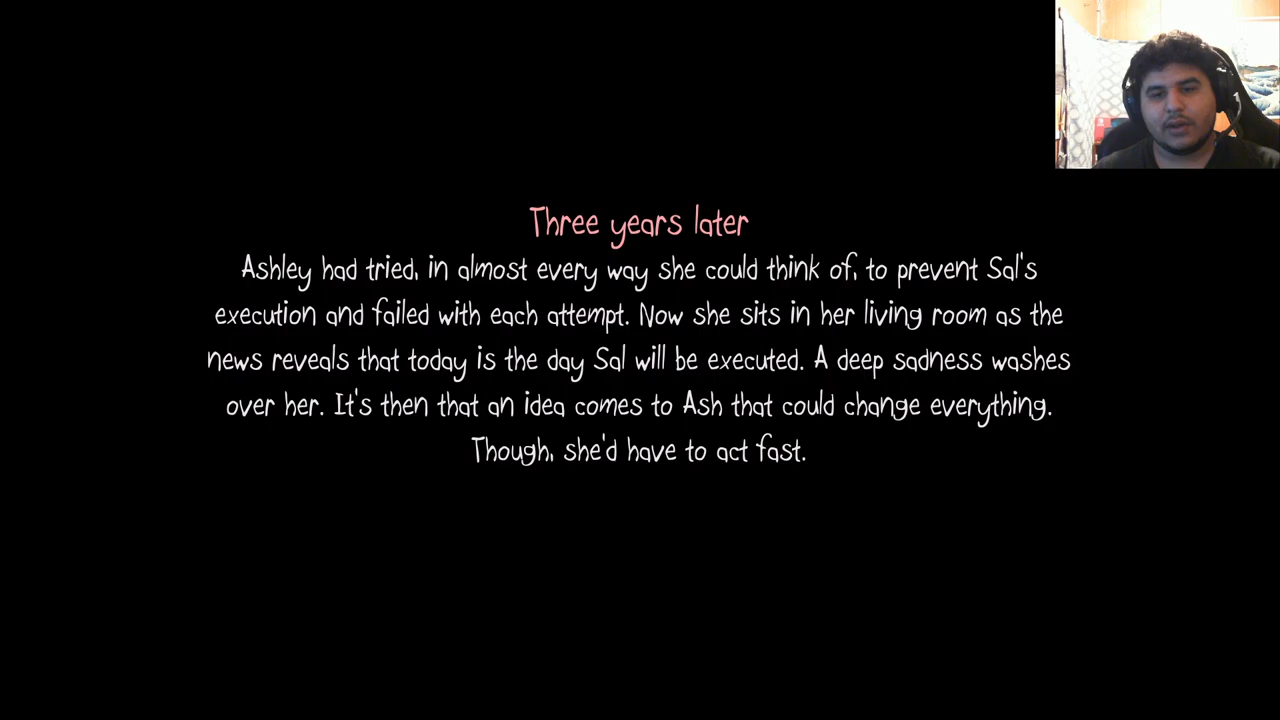 Three years later
Ashley had tried, in almost every way she could think of, to prevent Sal's
execution and failed with each attempt. Now she sits in her living room as the
news reveals that today is the day Sal will be executed. A deep sadness washes
over her. It's then that an idea comes to Ash that could change everything.
Though, she'd have to act fast.